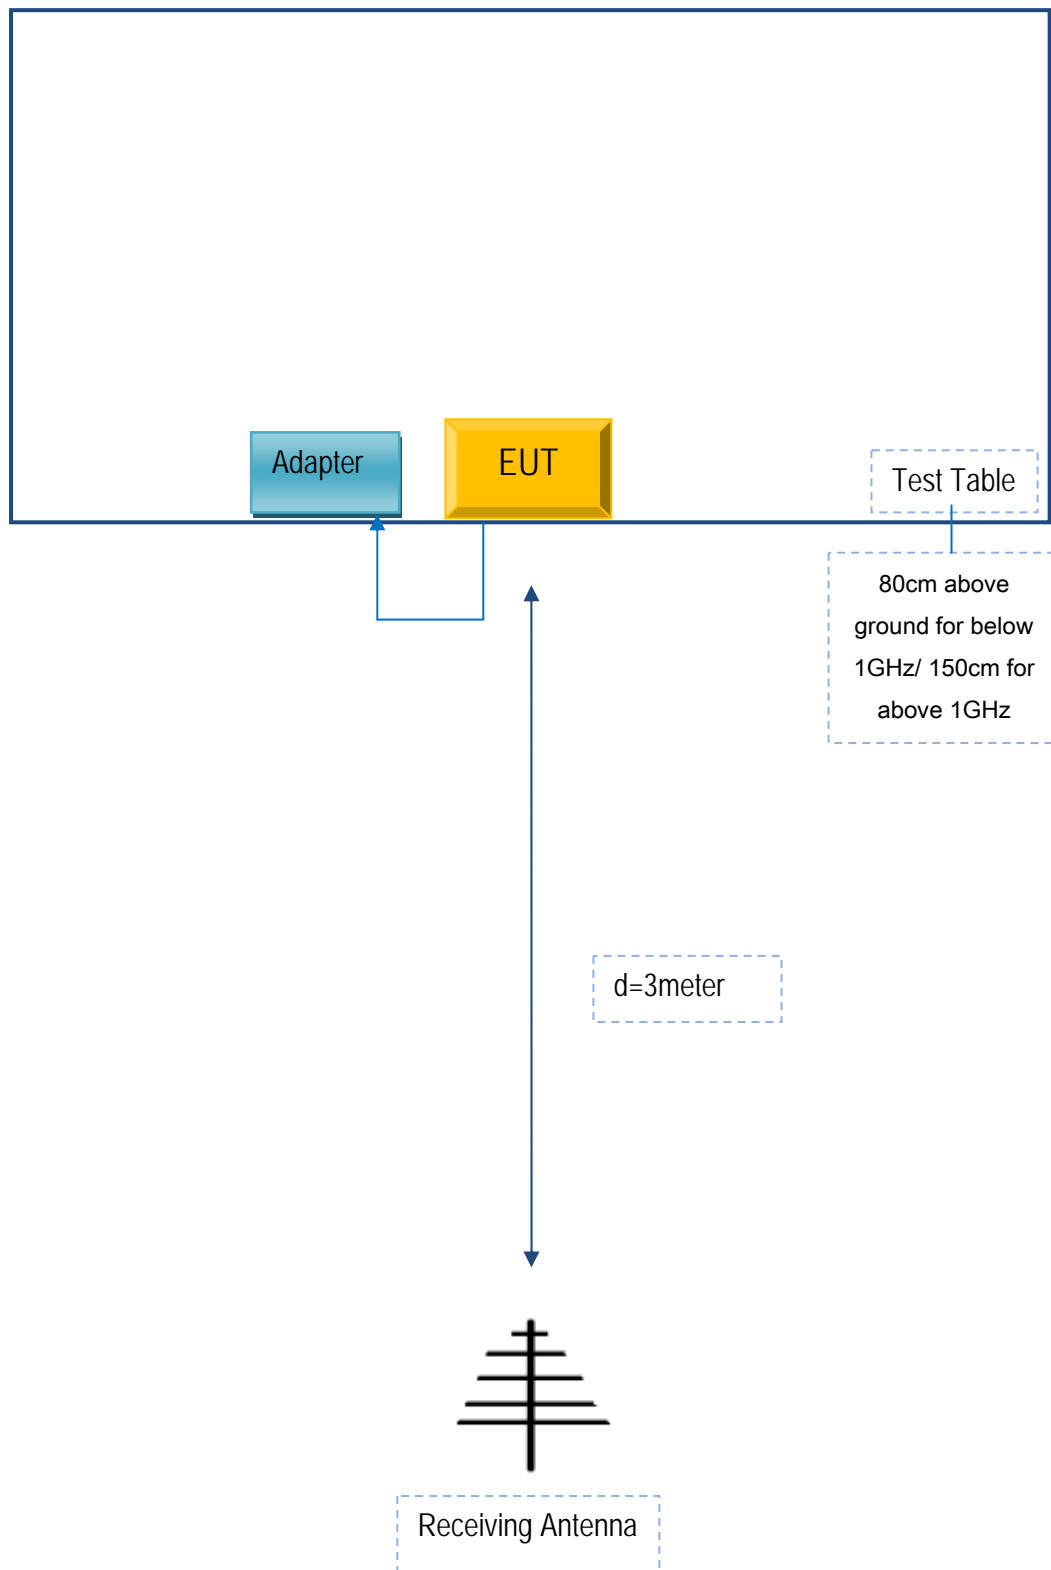 Adapter
EUT
Test Table
80cm above
ground for below
1GHz/ 150cm for
above 1GHz
d=3meter
Receiving Antenna